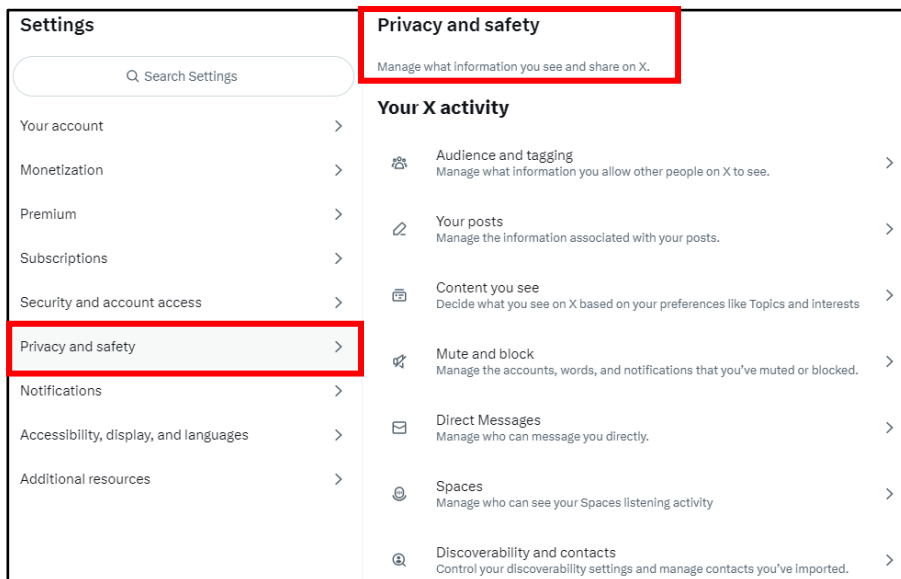 Settings
Search Settings
Your account
Monetization
Premium
Subscriptions
Security and account access
Privacy and safety
Notifications
Accessibility, display, and languages
Additional resources
Privacy and safety
Manage what information you see and share on X.
Your X activity
Audience and tagging
Manage what information you allow other people on X to see.
Your posts
Manage the information associated with your posts.
Content you see
Decide what you see on X based on your preferences like Topics and interests
Mute and block
Manage the accounts, words, and notifications that you’ve muted or blocked.
Direct Messages
Manage who can message you directly.
Spaces
Manage who can see your Spaces listening activity
Discoverability and contacts
Control your discoverability settings and manage contacts you’ve imported.